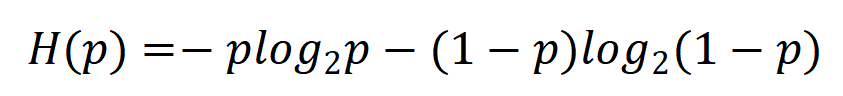 H(p) =− plog₂p − (1 − p)log₂(1 − p)